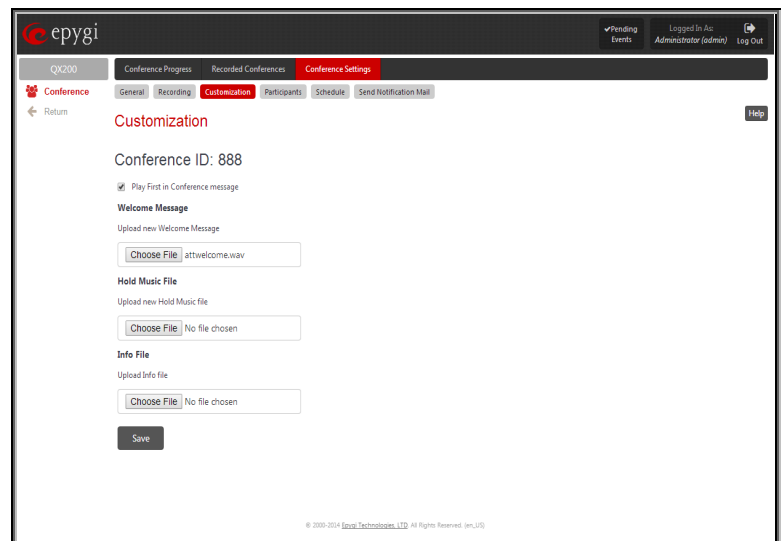 epygi
✔Pending Events
Logged In As:
Administrator (admin)
Log Out
QX200
Conference Progress
Recorded Conferences
Conference Settings
Conference
Return
General
Recording
Customization
Participants
Schedule
Send Notification Mail
Help
Customization
Conference ID: 888
Play First in Conference message
Welcome Message
Upload new Welcome Message
Choose File attwelcome.wav
Hold Music File
Upload new Hold Music file
Choose File No file chosen
Info File
Upload Info file
Choose File No file chosen
Save
© 2000-2014 Epygi Technologies, LTD. All Rights Reserved. (en_US)